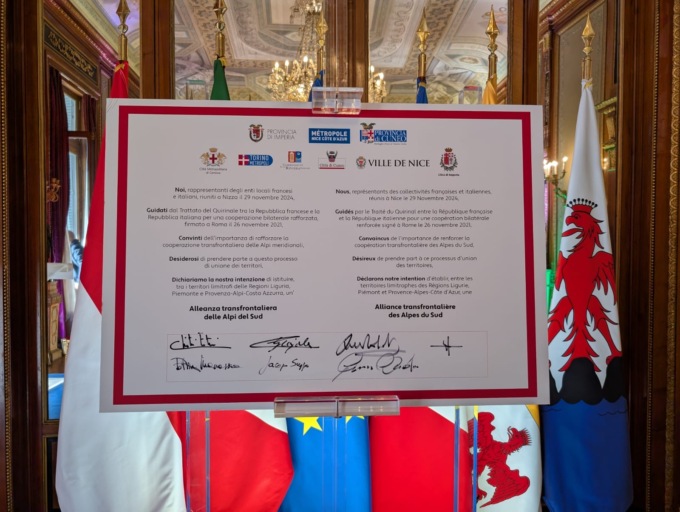 PROVINCIA
DI IMPERIA
MÉTROPOLE
NICE CÔTE D'AZUR
PROVINCIA
DI CUNEO
TORINO
METROPOLI
VILLE DE NICE
Noi, rappresentanti degli enti locali francesi
e italiani, riuniti a Nizza il 29 novembre 2024,
Guidati dal Trattato del Quirinale tra la Repubblica francese e la
Repubblica italiana per una cooperazione bilaterale rafforzata,
firmato a Roma il 26 novembre 2021,
Convinti dell'importanza di rafforzare la
cooperazione transfrontaliera delle Alpi meridionali,
Desiderosi di prendere parte a questo processo
di unione dei territori,
Dichiariamo la nostra intenzione di istituire,
tra i territori limitrofi delle Regioni Liguria,
Piemonte e Provenza-Alpi-Costa Azzurra, un'
Alleanza transfrontaliera
delle Alpi del Sud
Nous, représentants des collectivités françaises et italiennes,
réunis à Nice le 29 novembre 2024,
Guidés par le Traité du Quirinal entre la République française
et la République italienne pour une coopération bilatérale
renforcée signé à Rome le 26 novembre 2021,
Convaincus de l'importance de renforcer la
coopération transfrontalière des Alpes du Sud,
Désireux de prendre part à ce processus d'union
des territoires,
Déclarons notre intention d'établir, entre les
territoires limitrophes des Régions Ligurie,
Piémont et Provence-Alpes-Côte d'Azur, une
Alliance transfrontalière
des Alpes du Sud